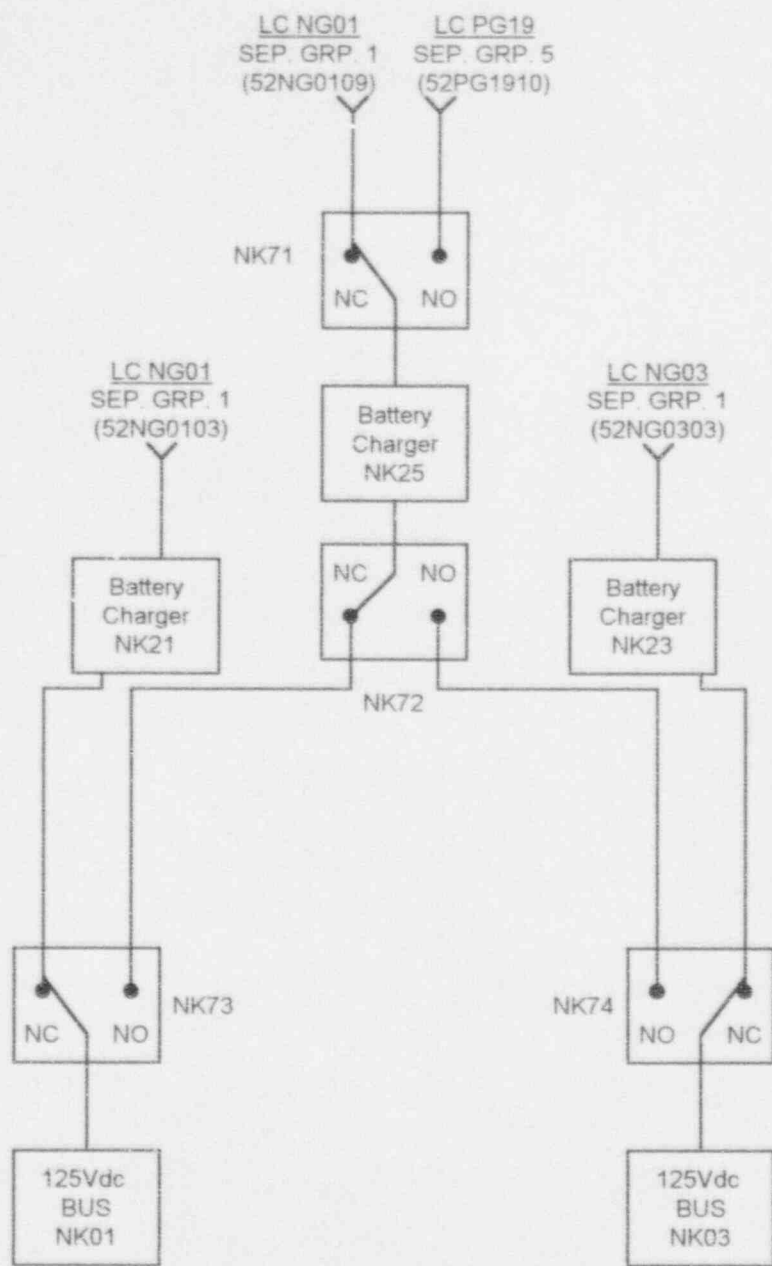 LC NG01
SEP. GRP. 1
(52NG0109)
LC PG19
SEP. GRP. 5
(52PG1910)
NK71
NC
NO
LC NG01
SEP. GRP. 1
(52NG0103)
Battery
Charger
NK25
LC NG03
SEP. GRP. 1
(52NG0303)
Battery
Charger
NK21
NC
NO
NK72
Battery
Charger
NK23
NC
NO
NK73
NK74
NO
NC
125Vdc
BUS
NK01
125Vdc
BUS
NK03